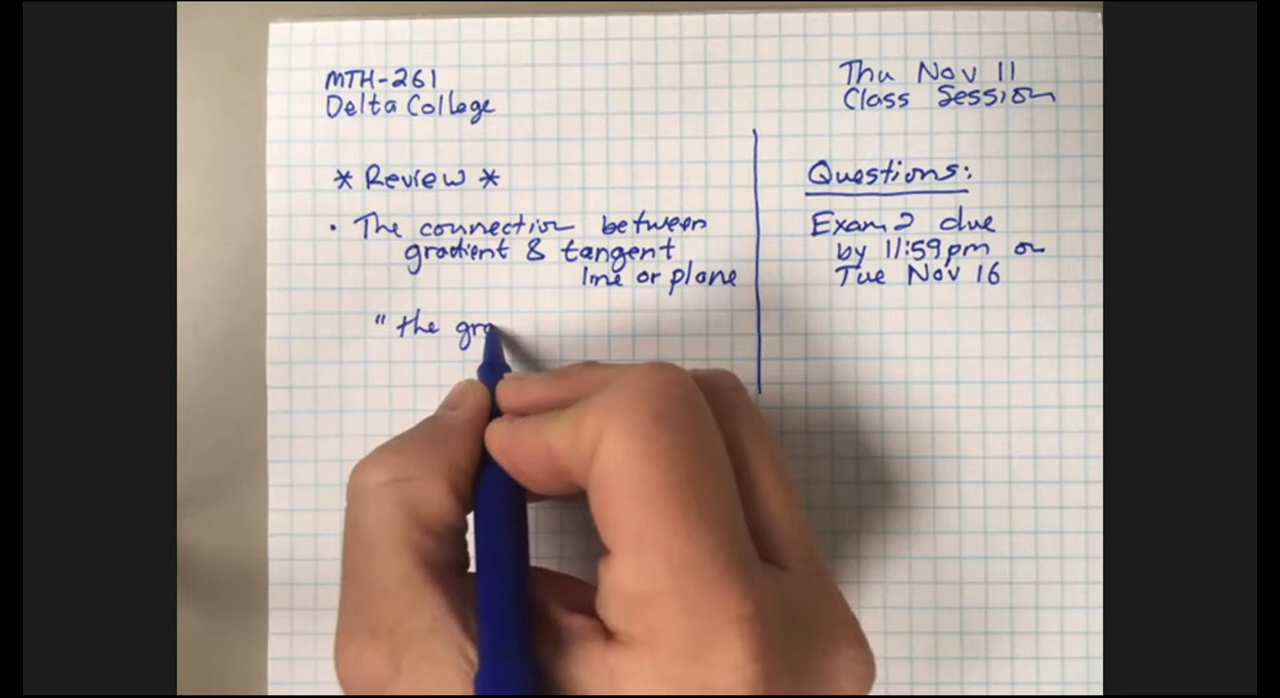 MTH-261
Delta College
Thu Nov 11
Class Session
* Review *
• The connection between
gradient & tangent
line or plane
"the gra
Questions:
Exam 2 due
by 11:59pm on
Tue Nov 16